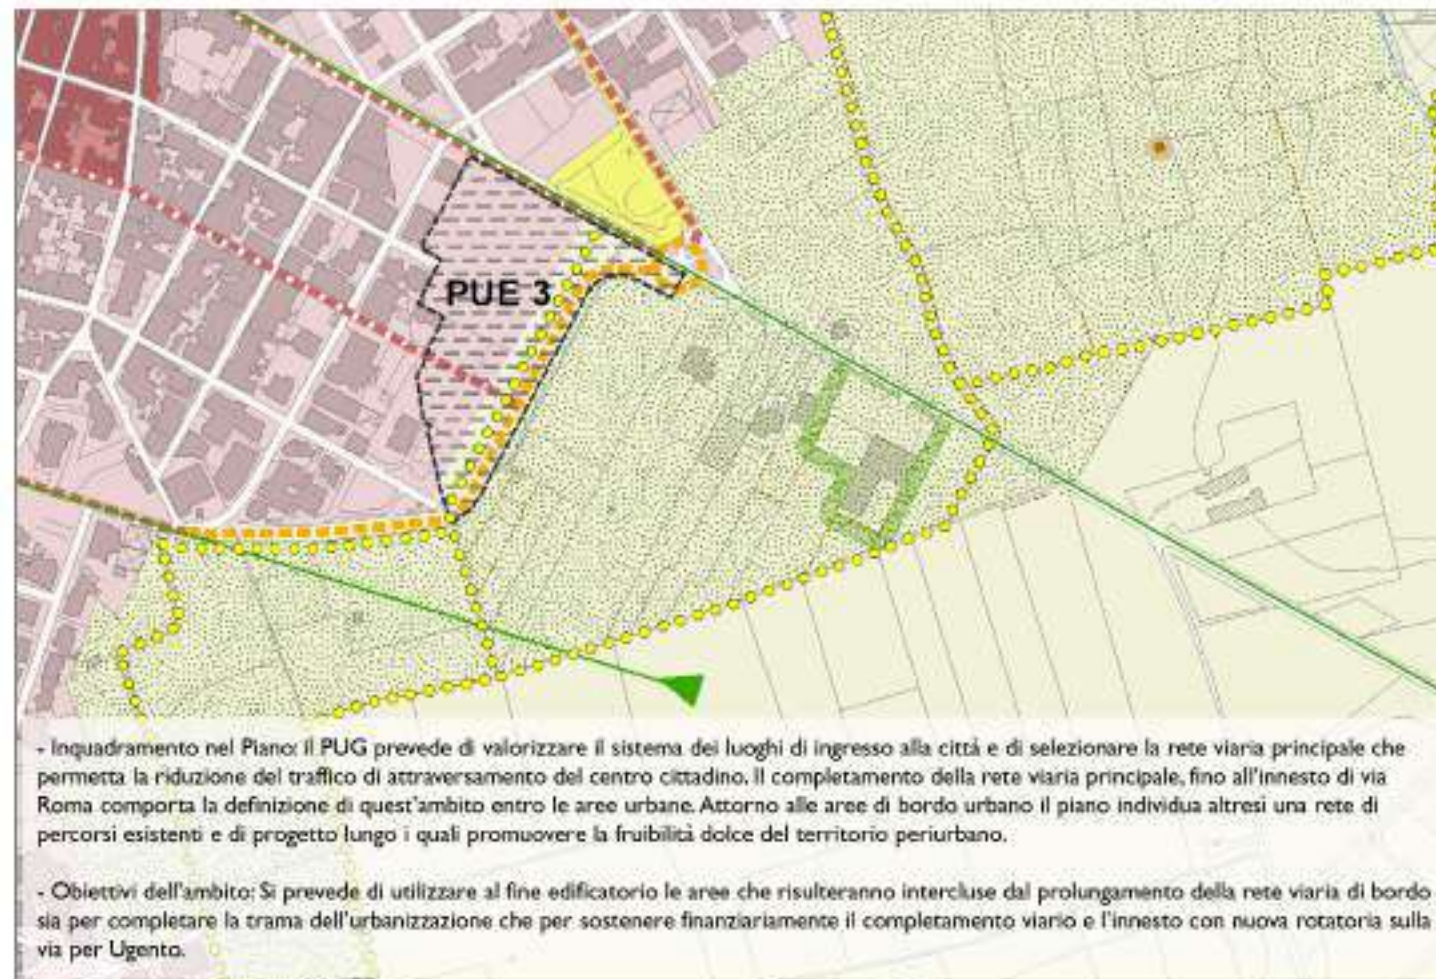 PUE 3
- Inquadramento nel Piano: il PUG prevede di valorizzare il sistema dei luoghi di ingresso alla città e di selezionare la rete viaria principale che
permetta la riduzione del traffico di attraversamento del centro cittadino. Il completamento della rete viaria principale, fino all'innesto di via
Roma comporta la definizione di quest'ambito entro le aree urbane. Attorno alle aree di bordo urbano il piano individua altresì una rete di
percorsi esistenti e di progetto lungo i quali promuovere la fruibilità dolce del territorio periurbano.
- Obiettivi dell'ambito: Si prevede di utilizzare al fine edificatorio le aree che risulteranno intercluse dal prolungamento della rete viaria di bordo
sia per completare la trama dell'urbanizzazione che per sostenere finanziariamente il completamento viario e l'innesto con nuova rotatoria sulla
via per Ugento.